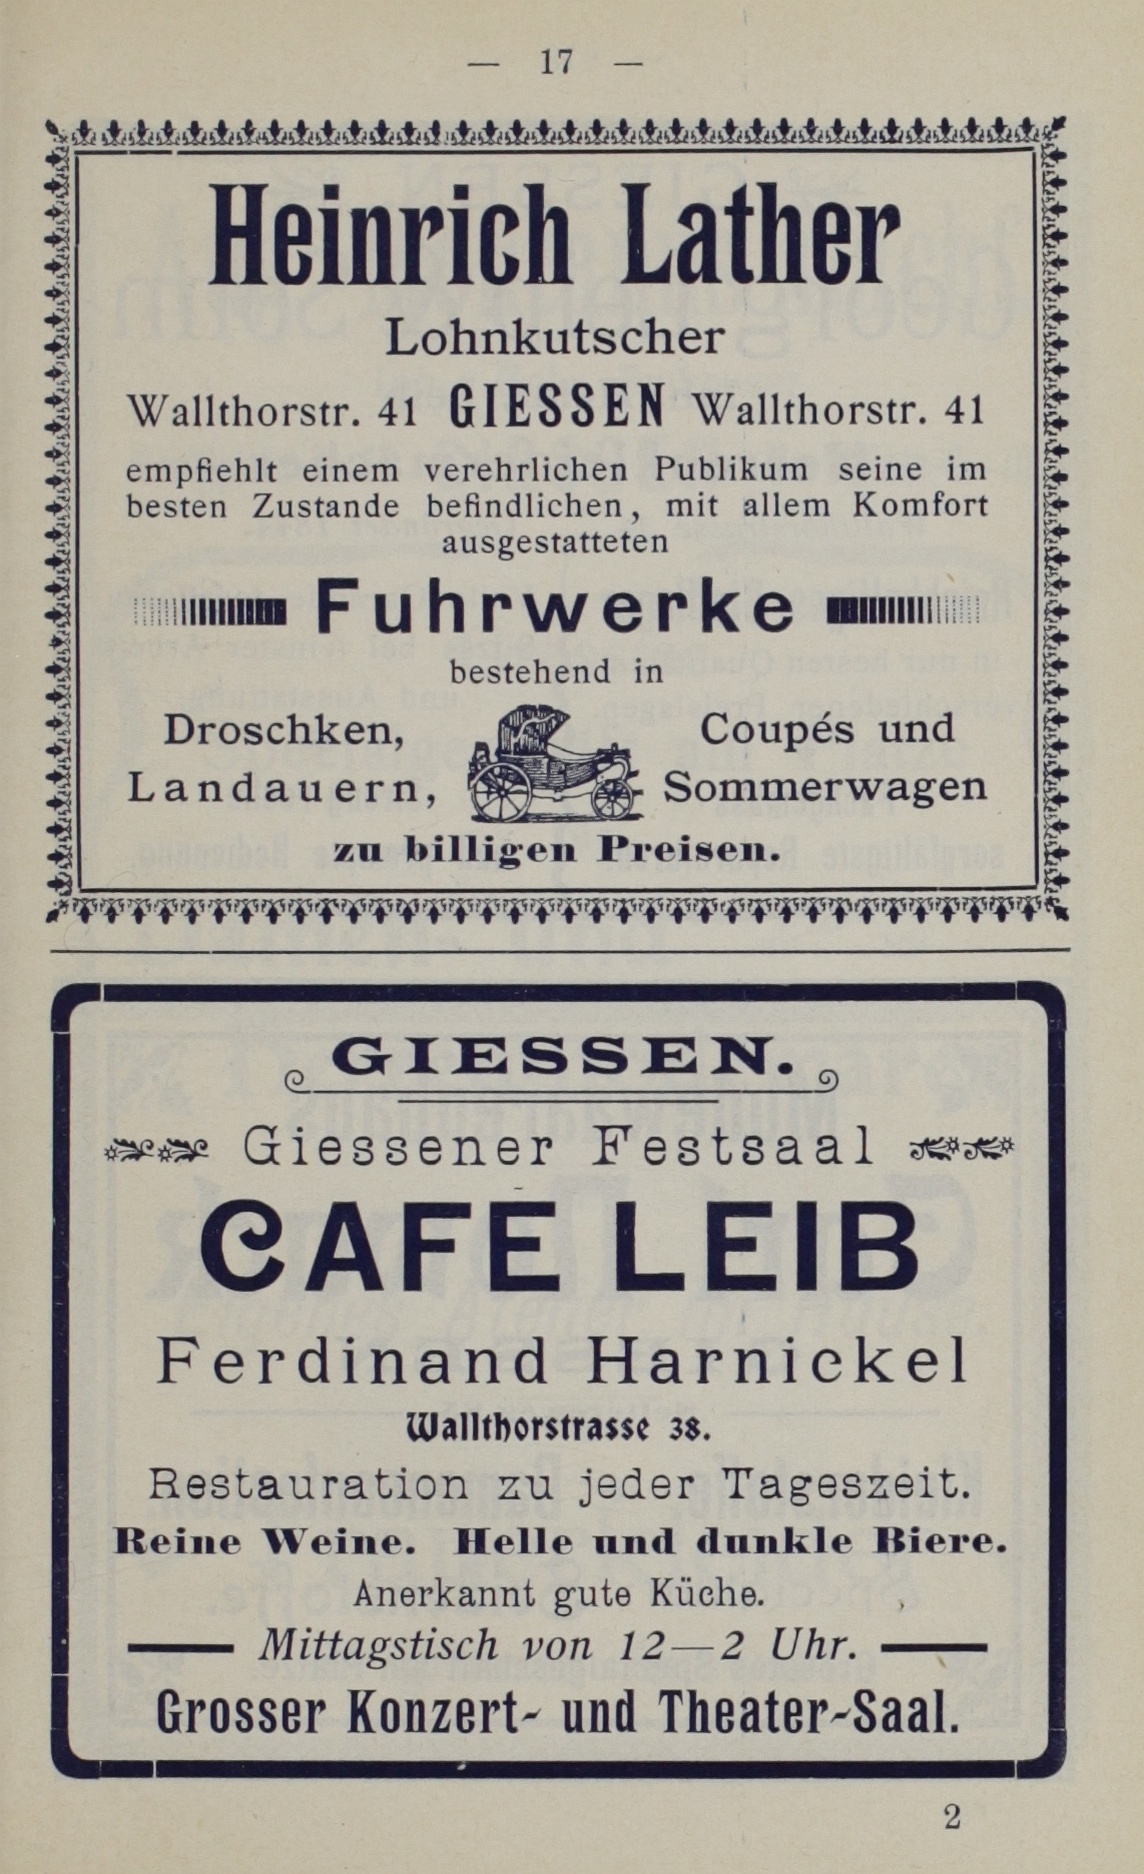 — 17 —
Heinrich Lather
Lohnkutscher
Wallthorstr. 41 GIESSEN Wallthorstr. 41
empfiehlt einem verehrlichen Publikum seine im
besten Zustande befindlichen, mit allem Komfort
ausgestatteten
Fuhrwerke
bestehend in
Droschken, Coupés und
Landauern, Sommerwagen
zu billigen Preisen.
GIESSEN.
Giessener Festsaal
CAFE LEIB
Ferdinand Harnickel
Wallthorstrasse 38.
Restauration zu jeder Tageszeit.
Reine Weine. Helle und dunkle Biere.
Anerkannt gute Küche.
Mittagstisch von 12—2 Uhr.
Grosser Konzert- und Theater-Saal.
2